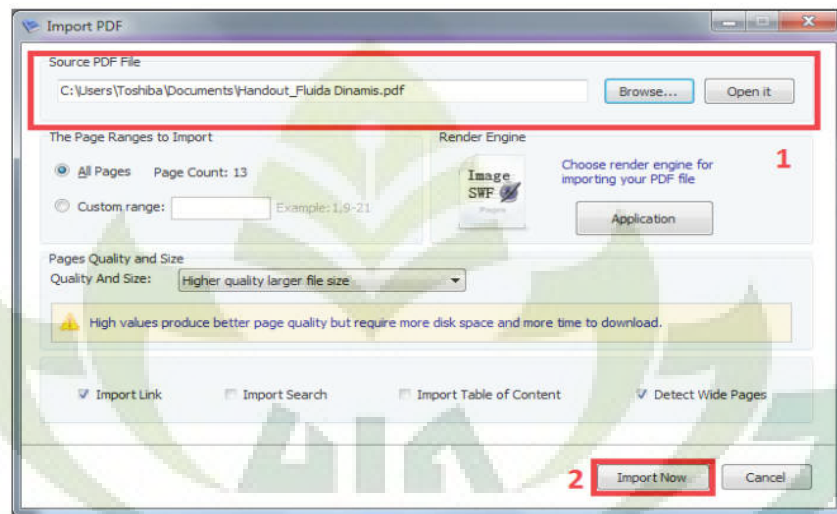 Import PDF
Source PDF File
C:\Users\Toshiba\Documents\Handout_Fluida Dinamis.pdf
Browse...
Open it
The Page Ranges to Import
All Pages
Page Count: 13
Custom range:
Example: 1,9-21
Render Engine
Image
SWF
Pages
Choose render engine for
importing your PDF file
1
Application
Pages Quality and Size
Quality And Size:
Higher quality larger file size
High values produce better page quality but require more disk space and more time to download.
Import Link
Import Search
Import Table of Content
Detect Wide Pages
2
Import Now
Cancel